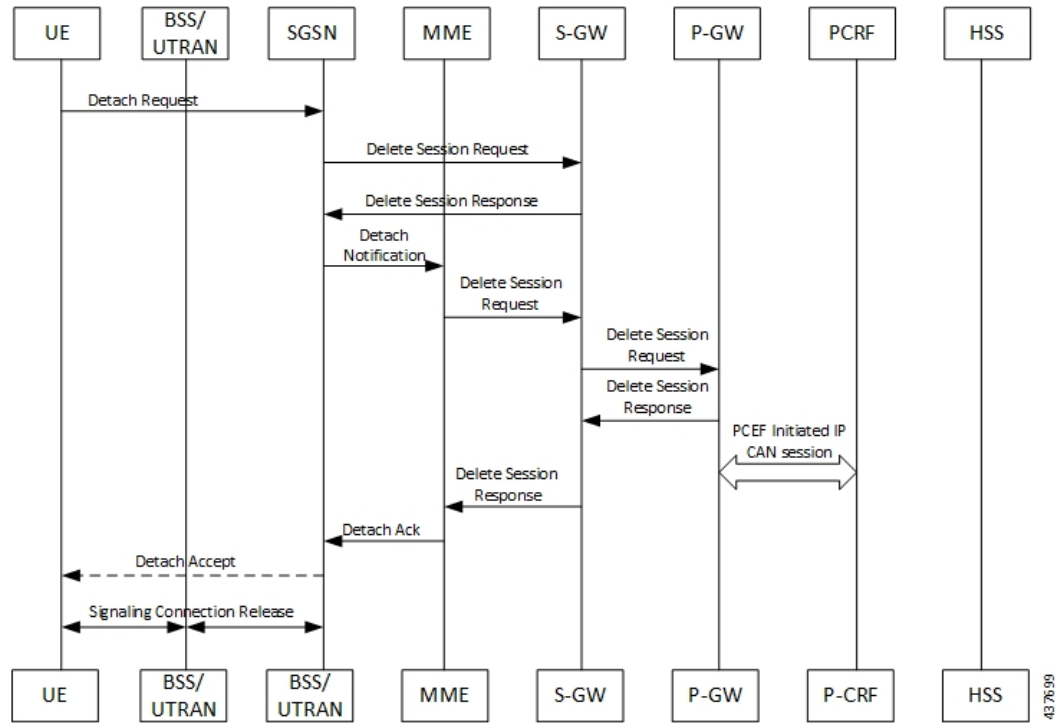 UE
BSS/
UTRAN
SGSN
MME
S-GW
P-GW
PCRF
HSS
Detach Request
Delete Session Request
Delete Session Response
Detach
Notification
Delete Session
Request
Delete Session
Request
Delete Session
Response
PCEF Initiated IP
CAN session
Delete Session
Response
Detach Ack
Detach Accept
Signaling Connection Release
UE
BSS/
UTRAN
BSS/
UTRAN
MME
S-GW
P-GW
P-CRF
HSS
437699